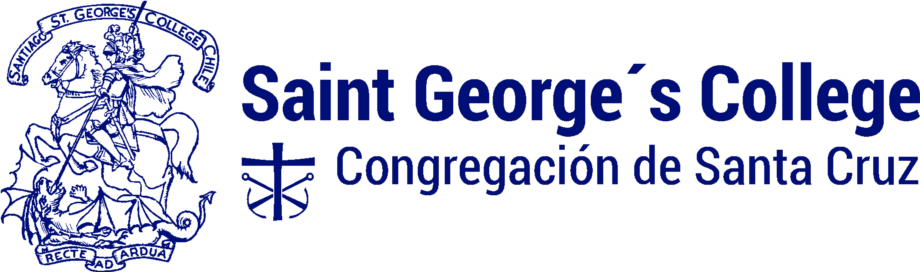 SANTIAGO ST. GEORGE'S COLLEGE CHILE
Saint George´s College
Congregación de Santa Cruz
RECTE AD ARDUA